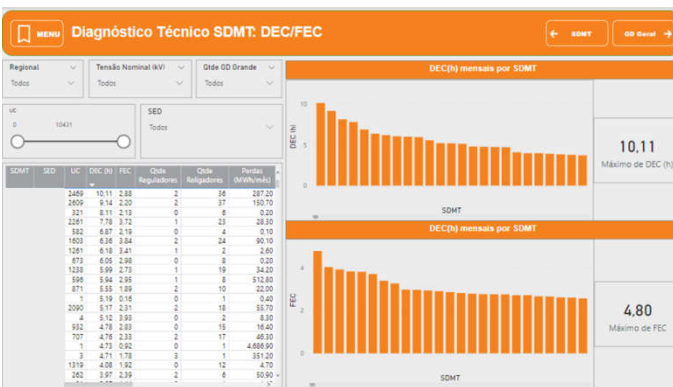 MENU
Diagnóstico Técnico SDMT: DEC/FEC
SDMT
GD Geral
Regional
Todos
Tensão Nominal (kV)
Todos
Qtde GD Grande
Todos
UC
0 10431
SED
Todos
SDMT SED UC DEC (h) FEC Qtde Reguladores Qtde Religadores Perdas (MWh/mês)
2469 10,11 2,88 2 36 287,20
2609 9,14 2,20 2 37 150,70
321 8,11 2,13 0 6 0,20
2261 7,78 3,72 1 23 28,30
582 6,87 2,19 0 4 0,10
1603 6,36 3,84 2 24 90,10
1261 6,18 3,41 1 2 2,60
673 6,05 2,98 0 8 0,20
1238 5,99 2,73 1 19 34,20
596 5,94 2,95 1 8 512,80
871 5,55 1,89 2 10 22,00
1 5,19 0,16 0 1 0,40
2090 5,17 2,31 2 18 55,70
4 5,12 3,93 0 2 8,30
932 4,78 2,83 0 15 16,40
707 4,76 2,33 2 17 46,30
1 4,73 0,92 0 1 4.686,90
3 4,71 1,78 3 1 351,20
1319 4,08 1,92 0 12 4,70
262 3,97 2,39 2 6 50,90
DEC(h) mensais por SDMT
DEC (h)
10
5
0
SDMT
10,11
Máximo de DEC (h)
DEC(h) mensais por SDMT
FEC
4
2
0
SDMT
4,80
Máximo de FEC